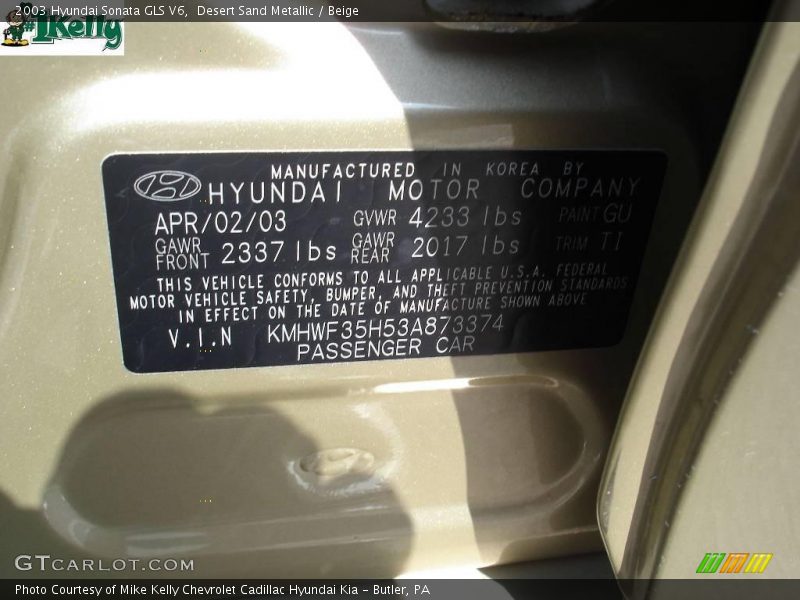 2003 Hyundai Sonata GLS V6, Desert Sand Metallic / Beige
#1Kelly
MANUFACTURED IN KOREA BY
HYUNDAI MOTOR COMPANY
APR/02/03 GVWR 4233 lbs PAINT GU
GAWR FRONT 2337 lbs GAWR REAR 2017 lbs TRIM TI
THIS VEHICLE CONFORMS TO ALL APPLICABLE U.S.A. FEDERAL
MOTOR VEHICLE SAFETY, BUMPER, AND THEFT PREVENTION STANDARDS
IN EFFECT ON THE DATE OF MANUFACTURE SHOWN ABOVE
V.I.N KMHWF35H53A873374
PASSENGER CAR
GTCARLOT.COM
Photo Courtesy of Mike Kelly Chevrolet Cadillac Hyundai Kia – Butler, PA